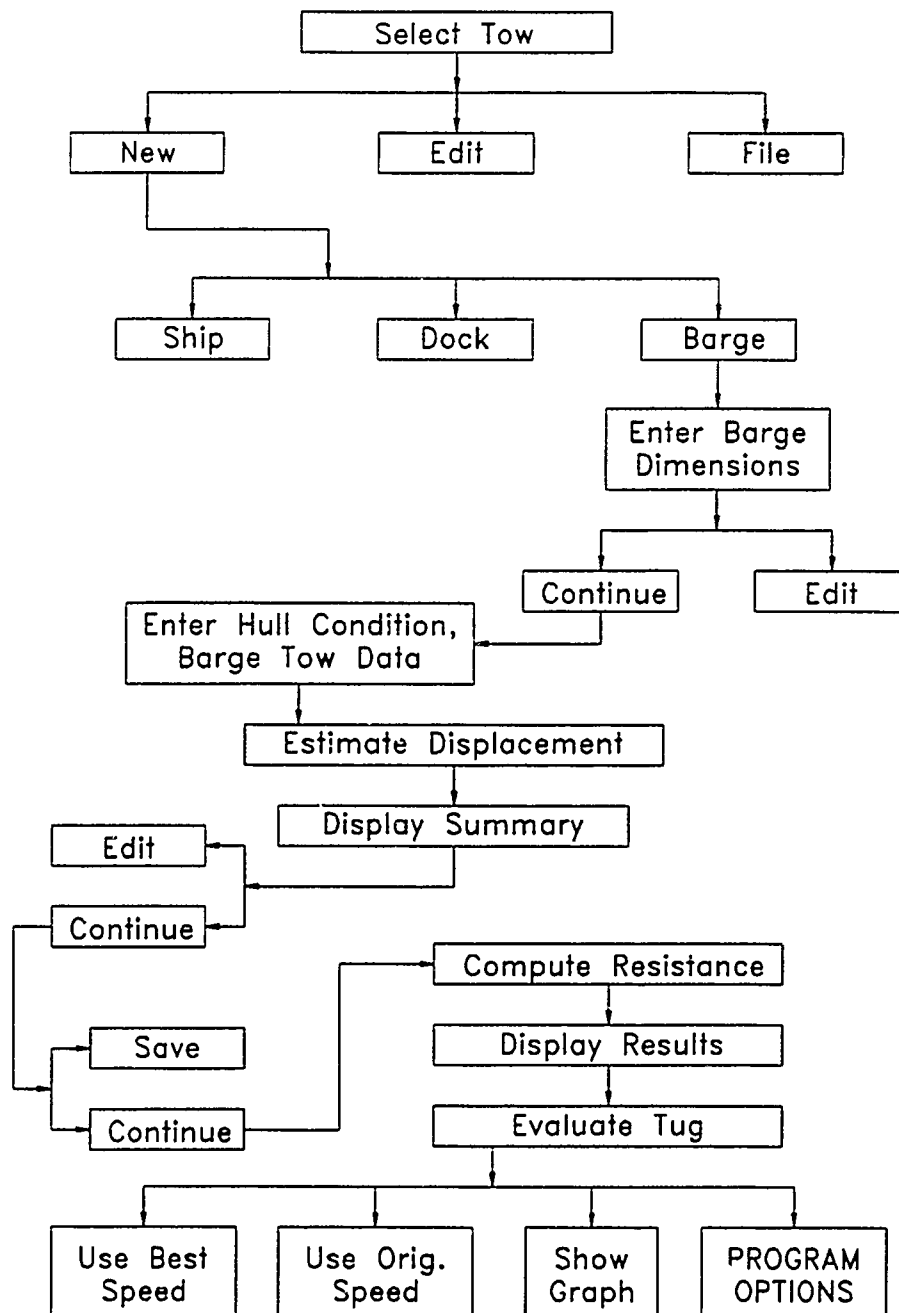 Select Tow
New
Edit
File
Ship
Dock
Barge
Enter Barge
Dimensions
Continue
Edit
Enter Hull Condition,
Barge Tow Data
Estimate Displacement
Display Summary
Edit
Continue
Compute Resistance
Save
Display Results
Continue
Evaluate Tug
Use Best
Speed
Use Orig.
Speed
Show
Graph
PROGRAM
OPTIONS